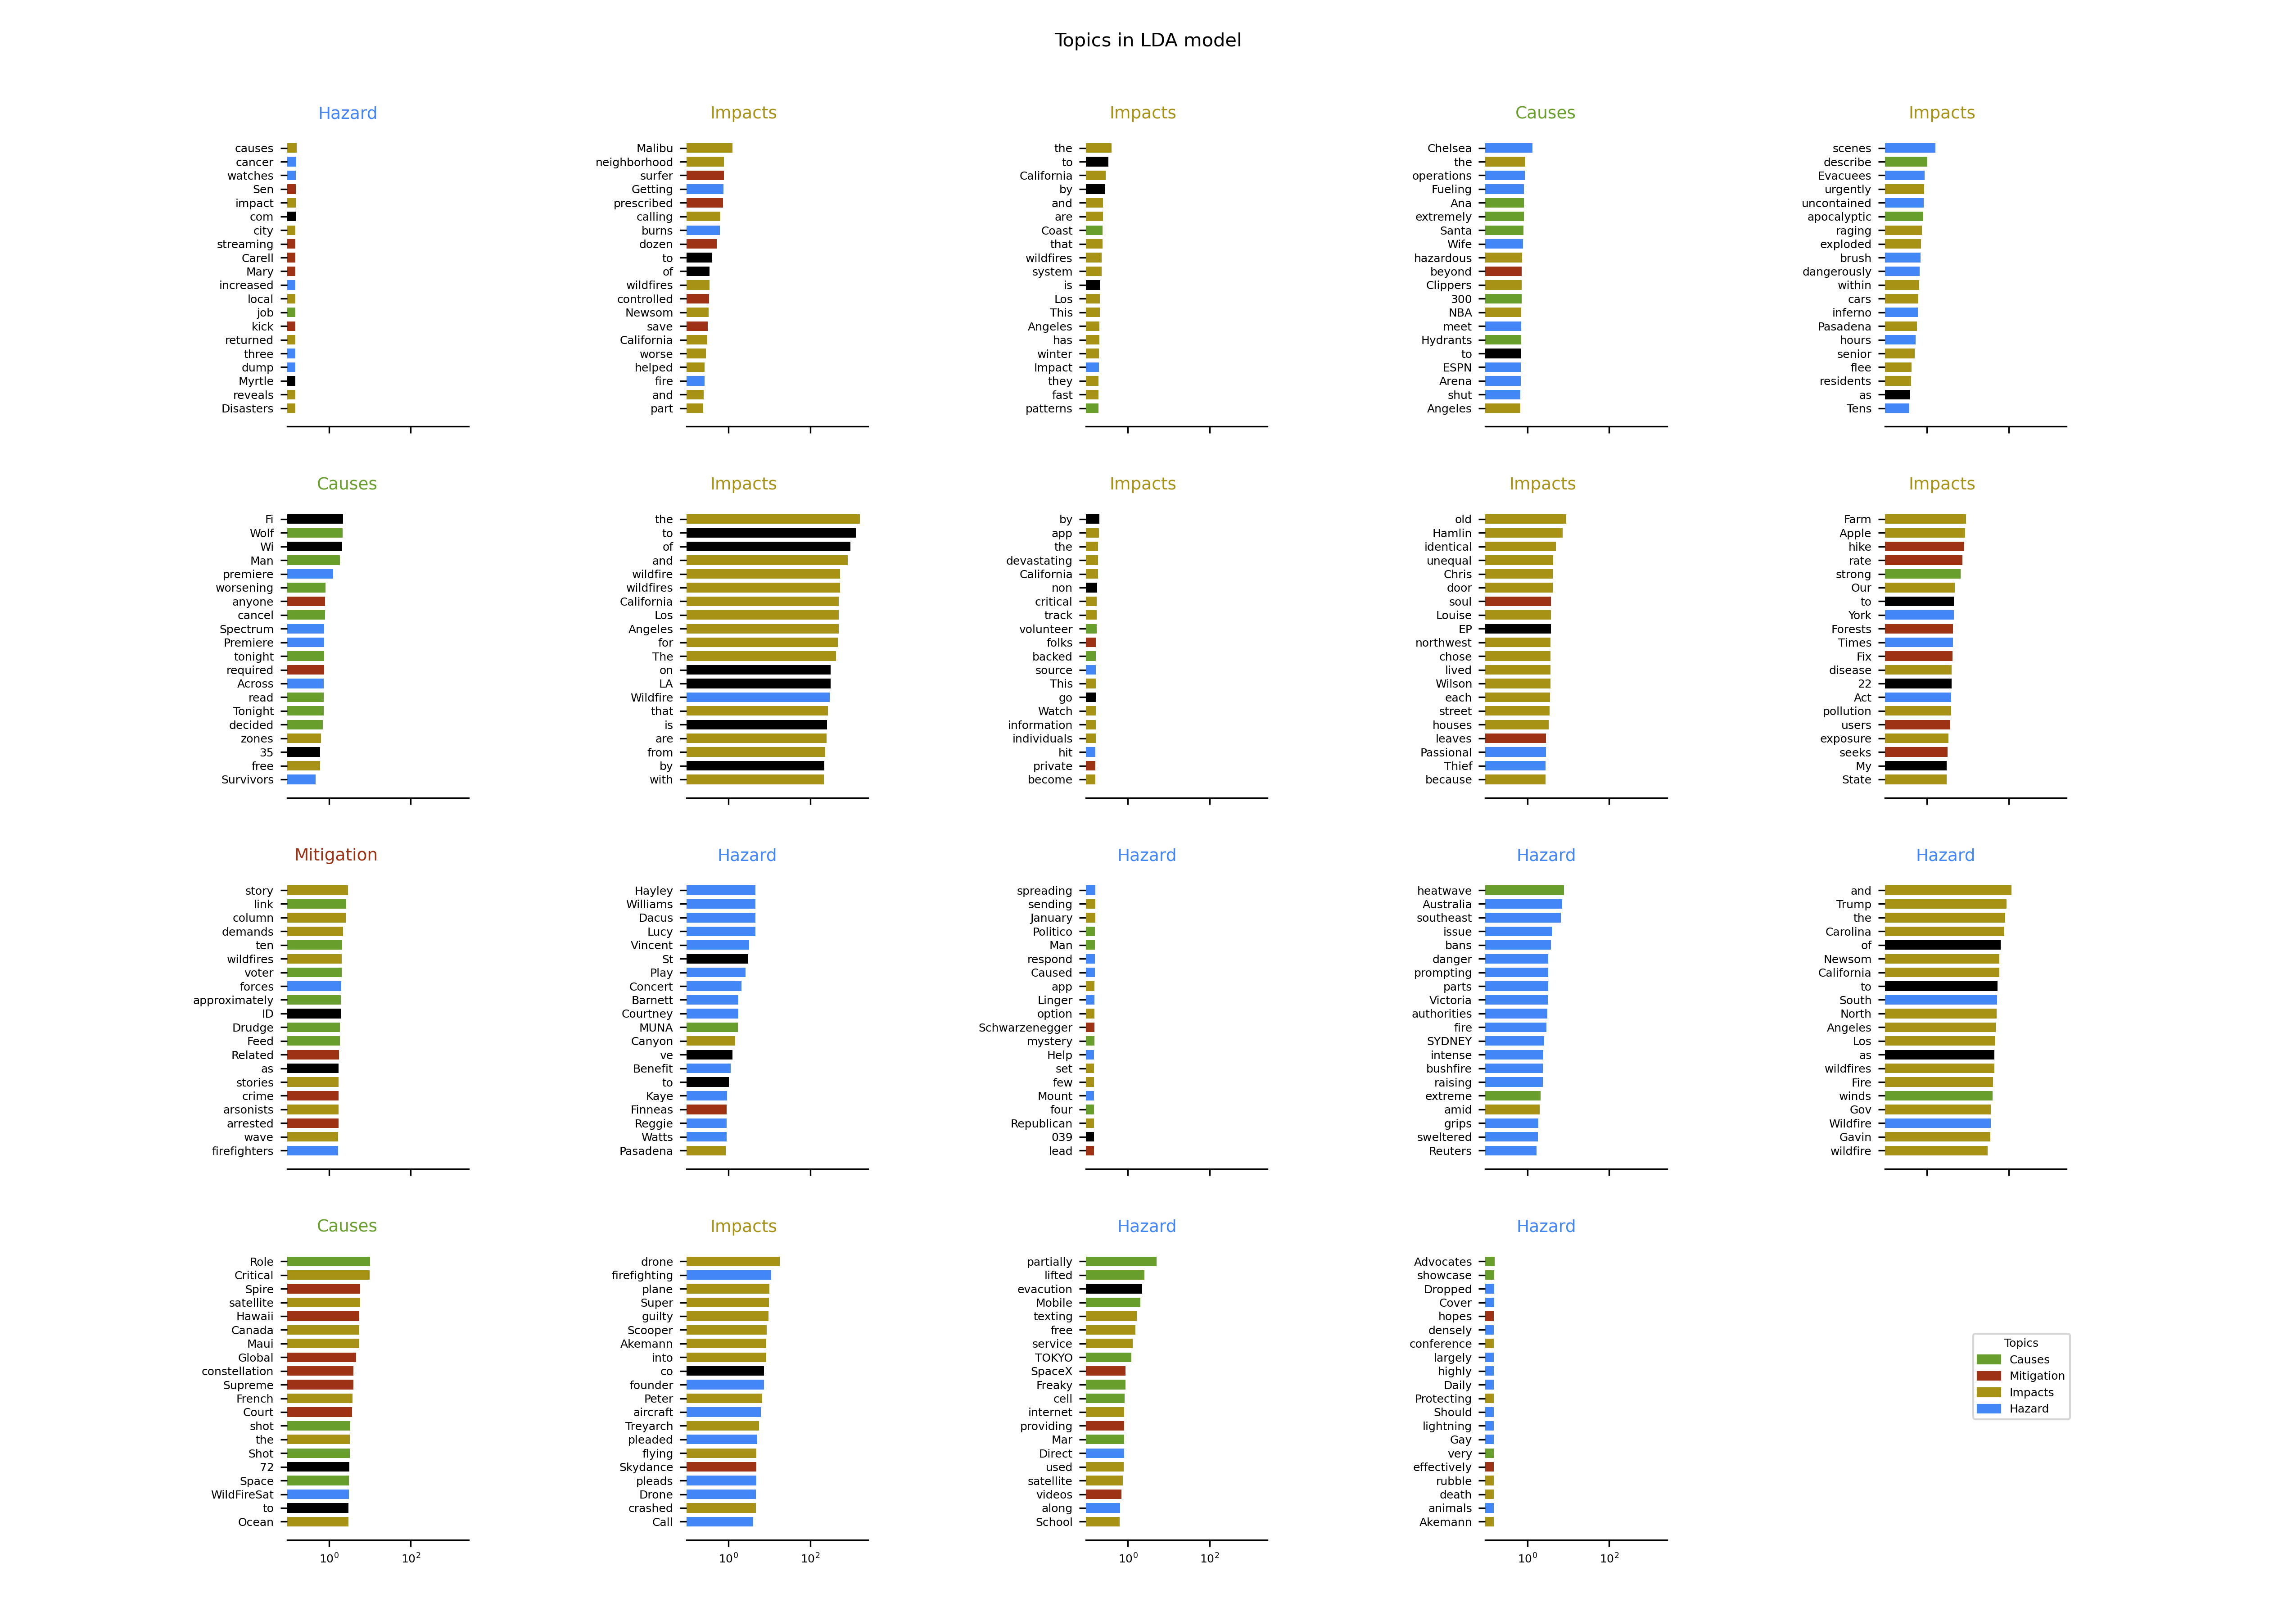 Topics in LDA model
Hazard
causes
cancer
watches
Sen
impact
com
city
streaming
Carell
Mary
increased
local
job
kick
returned
three
dump
Myrtle
reveals
Disasters
Impacts
Malibu
neighborhood
surfer
Getting
prescribed
calling
burns
dozen
to
of
wildfires
controlled
Newsom
save
California
worse
helped
fire
and
part
Impacts
the
to
California
by
and
are
Coast
that
wildfires
system
is
Los
This
Angeles
has
winter
Impact
they
fast
patterns
Causes
Chelsea
the
operations
Fueling
Ana
extremely
Santa
Wife
hazardous
beyond
Clippers
300
NBA
meet
Hydrants
to
ESPN
Arena
shut
Angeles
Impacts
scenes
describe
Evacuees
urgently
uncontained
apocalyptic
raging
exploded
brush
dangerously
within
cars
inferno
Pasadena
hours
senior
flee
residents
as
Tens
Causes
Fi
Wolf
Wi
Man
premiere
worsening
anyone
cancel
Spectrum
Premiere
tonight
required
Across
read
Tonight
decided
zones
35
free
Survivors
Impacts
the
to
of
and
wildfire
wildfires
California
Los
Angeles
for
The
on
LA
Wildfire
that
is
are
from
by
with
Impacts
by
app
the
devastating
California
non
critical
track
volunteer
folks
backed
source
This
go
Watch
information
individuals
hit
private
become
Impacts
old
Hamlin
identical
unequal
Chris
door
soul
Louise
EP
northwest
chose
lived
Wilson
each
street
houses
leaves
Passional
Thief
because
Impacts
Farm
Apple
hike
rate
strong
Our
to
York
Forests
Times
Fix
disease
22
Act
pollution
users
exposure
seeks
My
State
Mitigation
story
link
column
demands
ten
wildfires
voter
forces
approximately
ID
Drudge
Feed
Related
as
stories
crime
arsonists
arrested
wave
firefighters
Hazard
Hayley
Williams
Dacus
Lucy
Vincent
St
Play
Concert
Barnett
Courtney
MUNA
Canyon
ve
Benefit
to
Kaye
Finneas
Reggie
Watts
Pasadena
Hazard
spreading
sending
January
Politico
Man
respond
Caused
app
Linger
option
Schwarzenegger
mystery
Help
set
few
Mount
four
Republican
039
lead
Hazard
heatwave
Australia
southeast
issue
bans
danger
prompting
parts
Victoria
authorities
fire
SYDNEY
intense
bushfire
raising
extreme
amid
grips
sweltered
Reuters
Hazard
and
Trump
the
Carolina
of
Newsom
California
to
South
North
Angeles
Los
as
wildfires
Fire
winds
Gov
Wildfire
Gavin
wildfire
Causes
Role
Critical
Spire
satellite
Hawaii
Canada
Maui
Global
constellation
Supreme
French
Court
shot
the
Shot
72
Space
WildFireSat
to
Ocean
10^0 10^2
Impacts
drone
firefighting
plane
Super
guilty
Scooper
Akemann
into
co
founder
Peter
aircraft
Treyarch
pleaded
flying
Skydance
pleads
Drone
crashed
Call
10^0 10^2
Hazard
partially
lifted
evacution
Mobile
texting
free
service
TOKYO
SpaceX
Freaky
cell
internet
providing
Mar
Direct
used
satellite
videos
along
School
10^0 10^2
Hazard
Advocates
showcase
Dropped
Cover
hopes
densely
conference
largely
highly
Daily
Protecting
Should
lightning
Gay
very
effectively
rubble
death
animals
Akemann
10^0 10^2
Topics
Causes
Mitigation
Impacts
Hazard